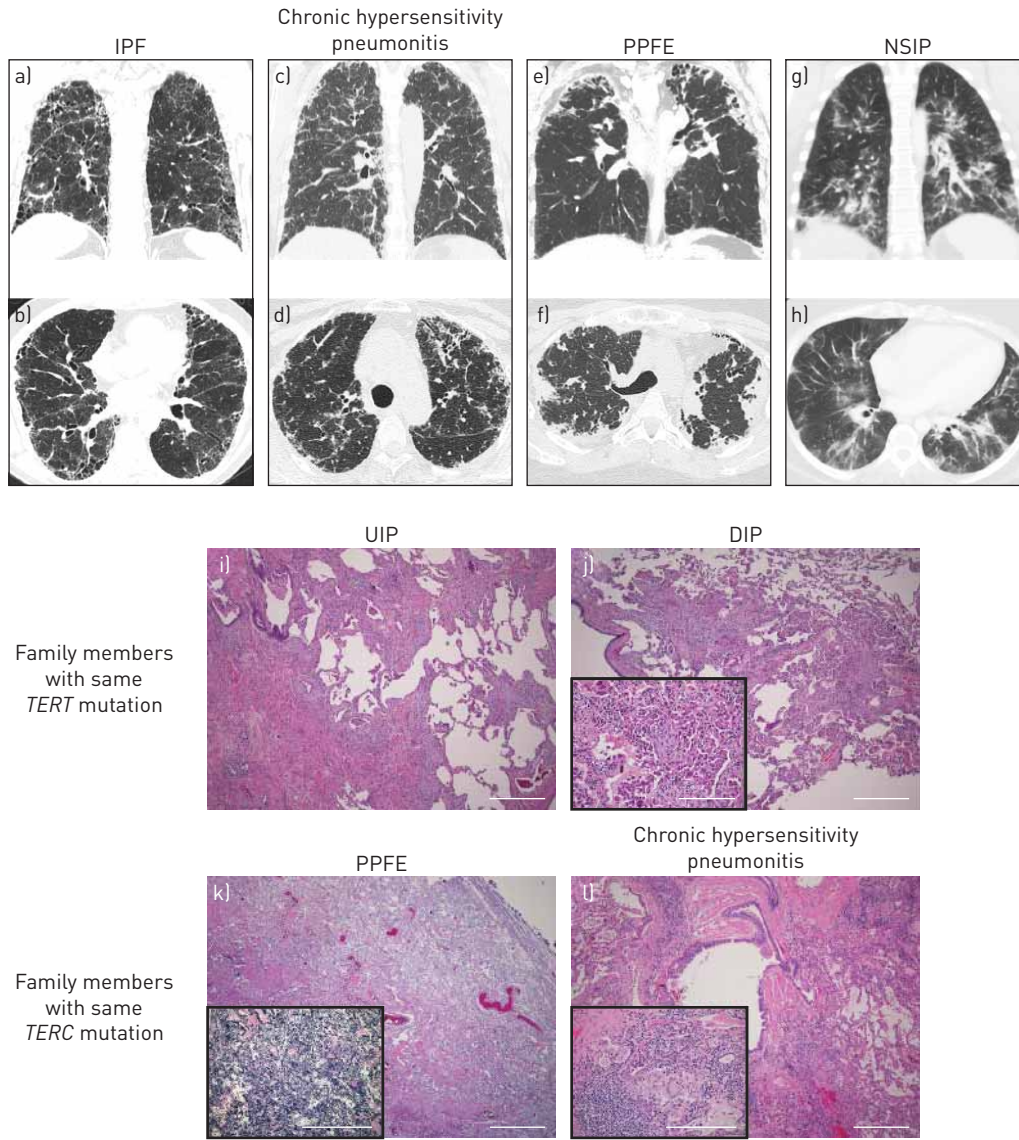 IPF
Chronic hypersensitivity
pneumonitis
PPFE
NSIP
a)
c)
e)
g)
b)
d)
f)
h)
UIP
DIP
i)
j)
Family members
with same
TERT mutation
PPFE
Chronic hypersensitivity
pneumonitis
k)
l)
Family members
with same
TERC mutation